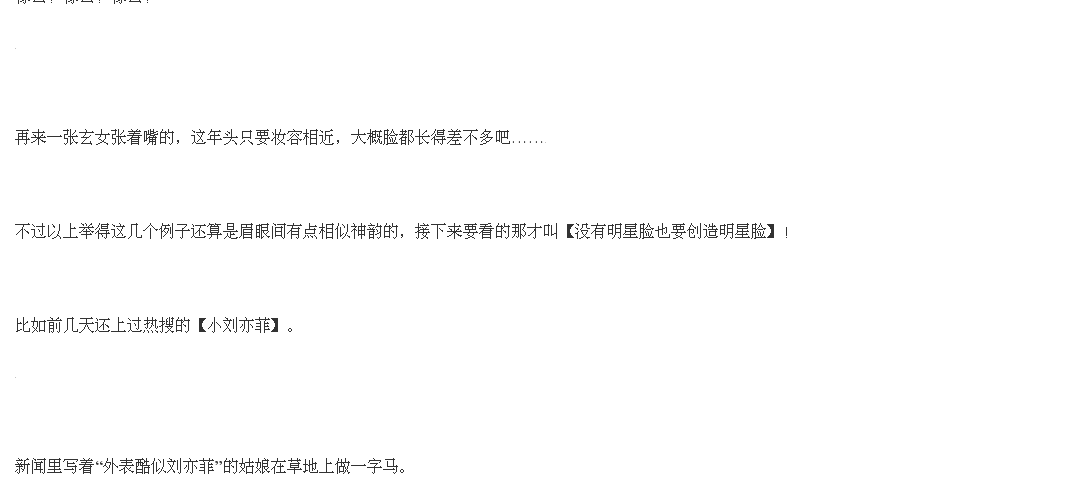 再来一张玄女张着嘴的，这年头只要妆容相近，大概脸都长得差不多吧……
不过以上举得这几个例子还算是眉眼间有点相似神韵的，接下来要看的那才叫【没有明星脸也要创造明星脸】！
比如前几天还上过热搜的【小刘亦菲】。
新闻里写着“外表酷似刘亦菲”的姑娘在草地上做一字马。